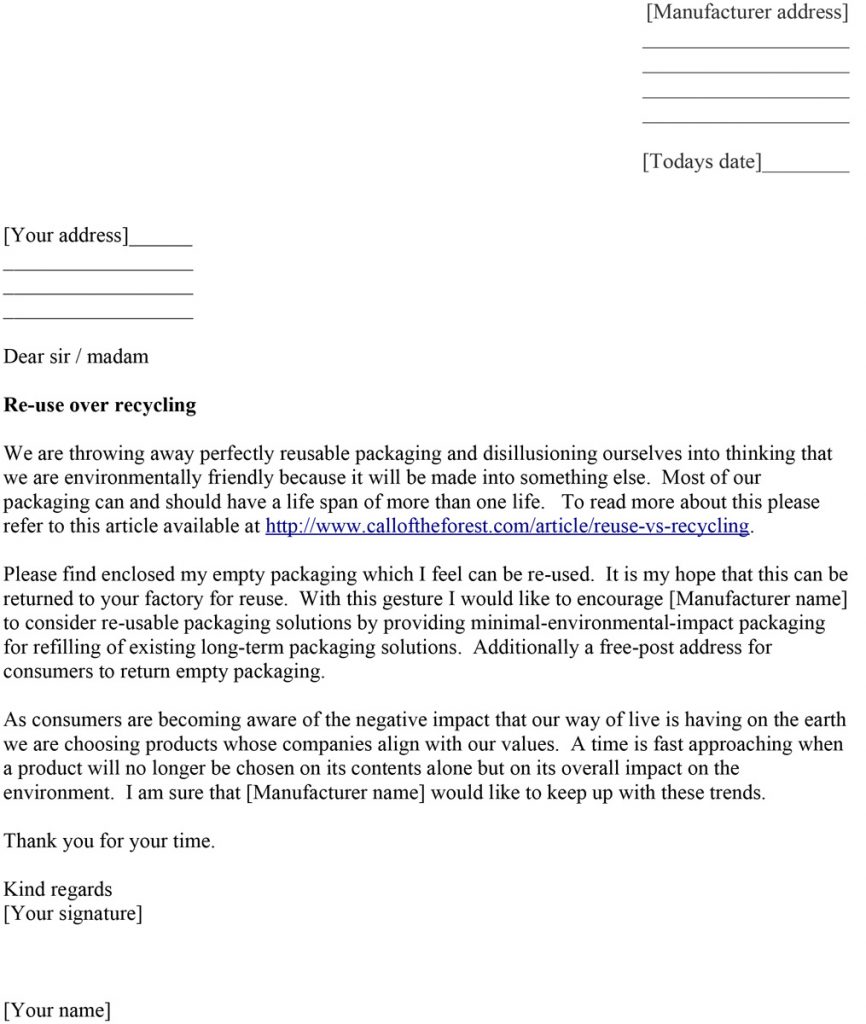 [Manufacturer address]
____________________
____________________
____________________
____________________
[Todays date]________
[Your address]______
__________________
__________________
__________________
Dear sir / madam
Re-use over recycling
We are throwing away perfectly reusable packaging and disillusioning ourselves into thinking that
we are environmentally friendly because it will be made into something else.  Most of our
packaging can and should have a life span of more than one life.   To read more about this please
refer to this article available at http://www.calloftheforest.com/article/reuse-vs-recycling.
Please find enclosed my empty packaging which I feel can be re-used.  It is my hope that this can be
returned to your factory for reuse.  With this gesture I would like to encourage [Manufacturer name]
to consider re-usable packaging solutions by providing minimal-environmental-impact packaging
for refilling of existing long-term packaging solutions.  Additionally a free-post address for
consumers to return empty packaging.
As consumers are becoming aware of the negative impact that our way of live is having on the earth
we are choosing products whose companies align with our values.  A time is fast approaching when
a product will no longer be chosen on its contents alone but on its overall impact on the
environment.  I am sure that [Manufacturer name] would like to keep up with these trends.
Thank you for your time.
Kind regards
[Your signature]
[Your name]